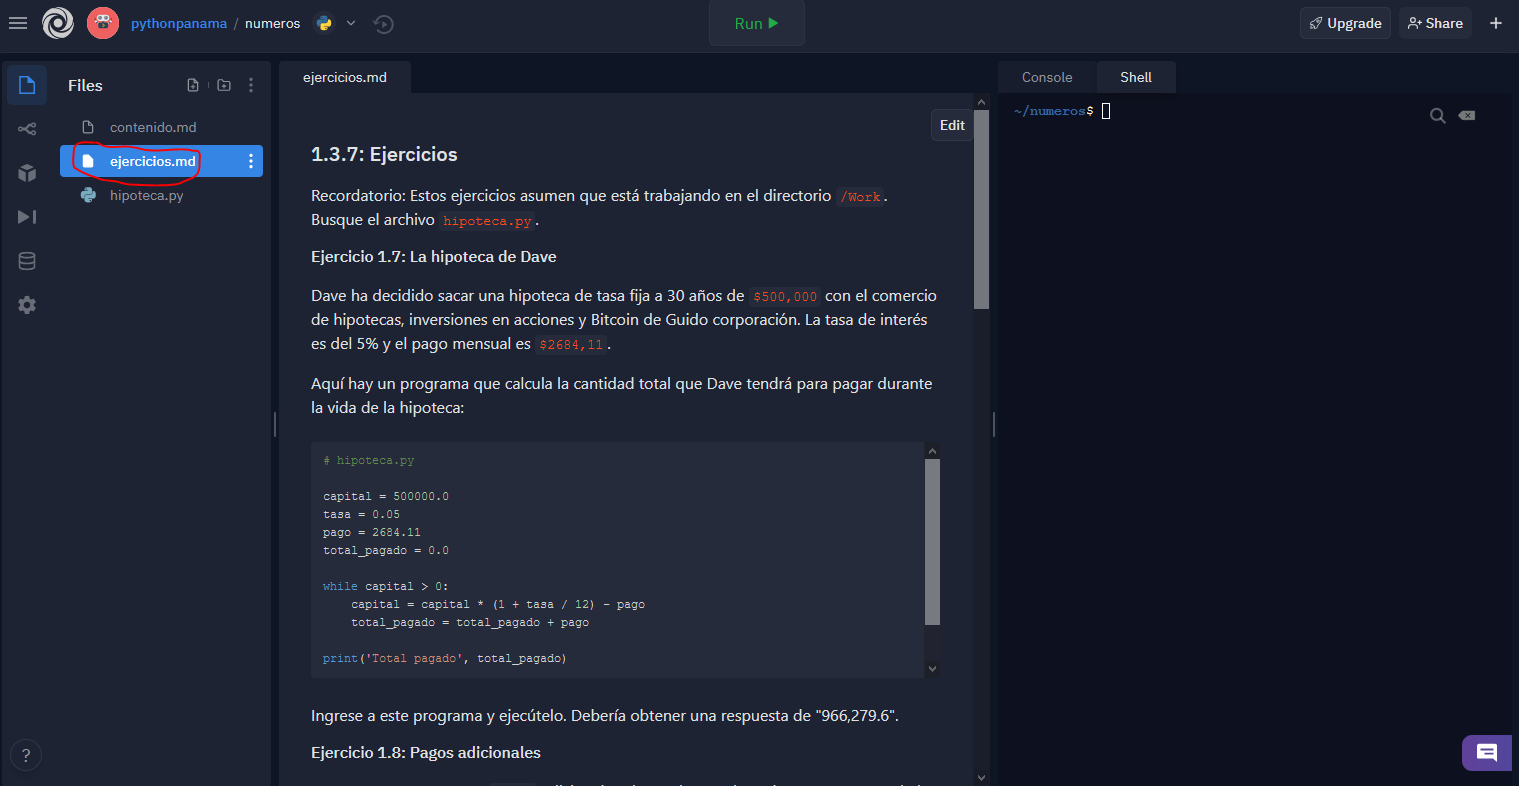 pythonpanama / numeros
Run
Upgrade
Share
Files
contenido.md
ejercicios.md
hipoteca.py
ejercicios.md
Edit
1.3.7: Ejercicios
Recordatorio: Estos ejercicios asumen que está trabajando en el directorio /Work.
Busque el archivo hipoteca.py.
Ejercicio 1.7: La hipoteca de Dave
Dave ha decidido sacar una hipoteca de tasa fija a 30 años de $500,000 con el comercio
de hipotecas, inversiones en acciones y Bitcoin de Guido corporación. La tasa de interés
es del 5% y el pago mensual es $2684,11.
Aquí hay un programa que calcula la cantidad total que Dave tendrá para pagar durante
la vida de la hipoteca:
# hipoteca.py
capital = 500000.0
tasa = 0.05
pago = 2684.11
total_pagado = 0.0
while capital > 0:
    capital = capital * (1 + tasa / 12) - pago
    total_pagado = total_pagado + pago
print('Total pagado', total_pagado)
Ingrese a este programa y ejecútelo. Debería obtener una respuesta de "966,279.6".
Ejercicio 1.8: Pagos adicionales
Console
Shell
~/numeros$
?